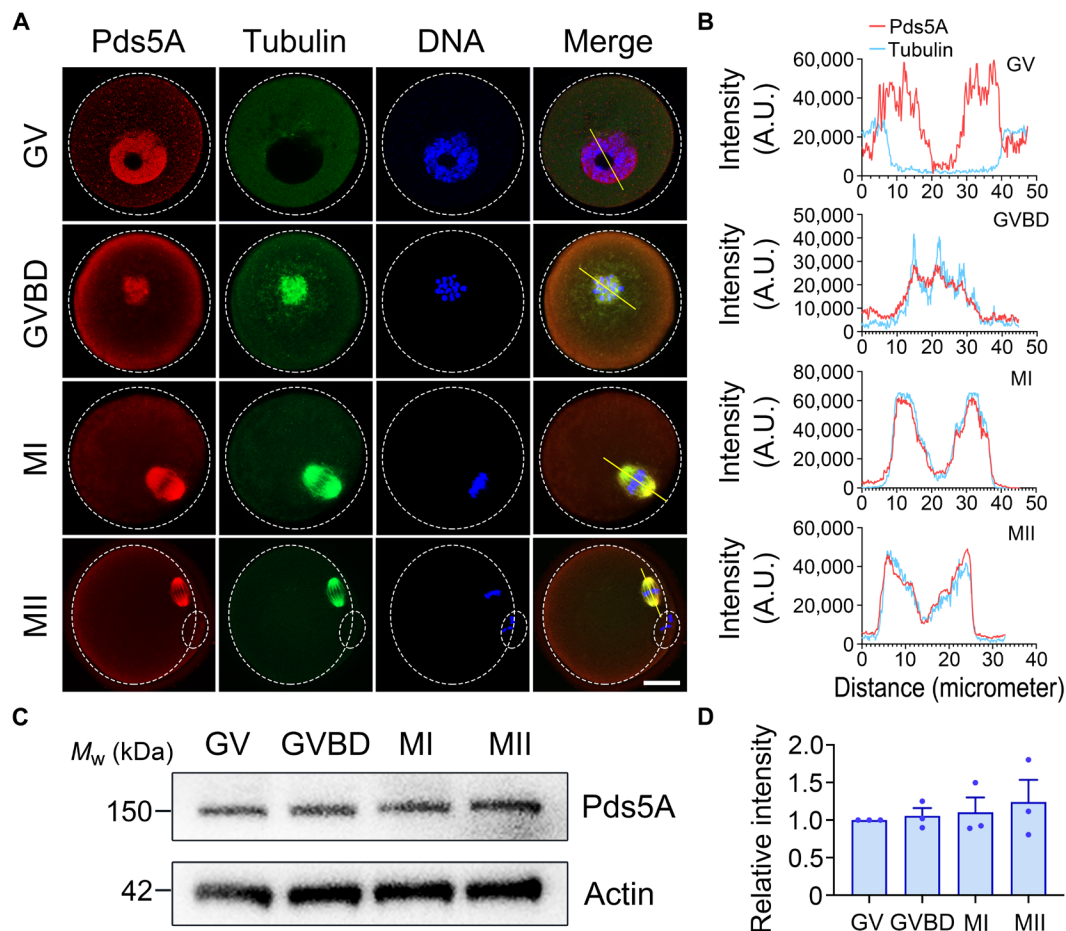 A
Pds5A Tubulin DNA Merge
GV
GVBD
MI
MII
B
Pds5A
Tubulin
GV
Intensity
(A.U.)
60,000
40,000
20,000
0
0 10 20 30 40 50
GVBD
Intensity
(A.U.)
50,000
40,000
30,000
20,000
10,000
0
0 10 20 30 40 50
MI
Intensity
(A.U.)
80,000
60,000
40,000
20,000
0
0 10 20 30 40 50
MII
Intensity
(A.U.)
60,000
40,000
20,000
0
0 10 20 30 40
Distance (micrometer)
C
Mw (kDa) GV GVBD MI MII
150 Pds5A
42 Actin
D
Relative intensity
2.0
1.5
1.0
0.5
0
GV GVBD MI MII